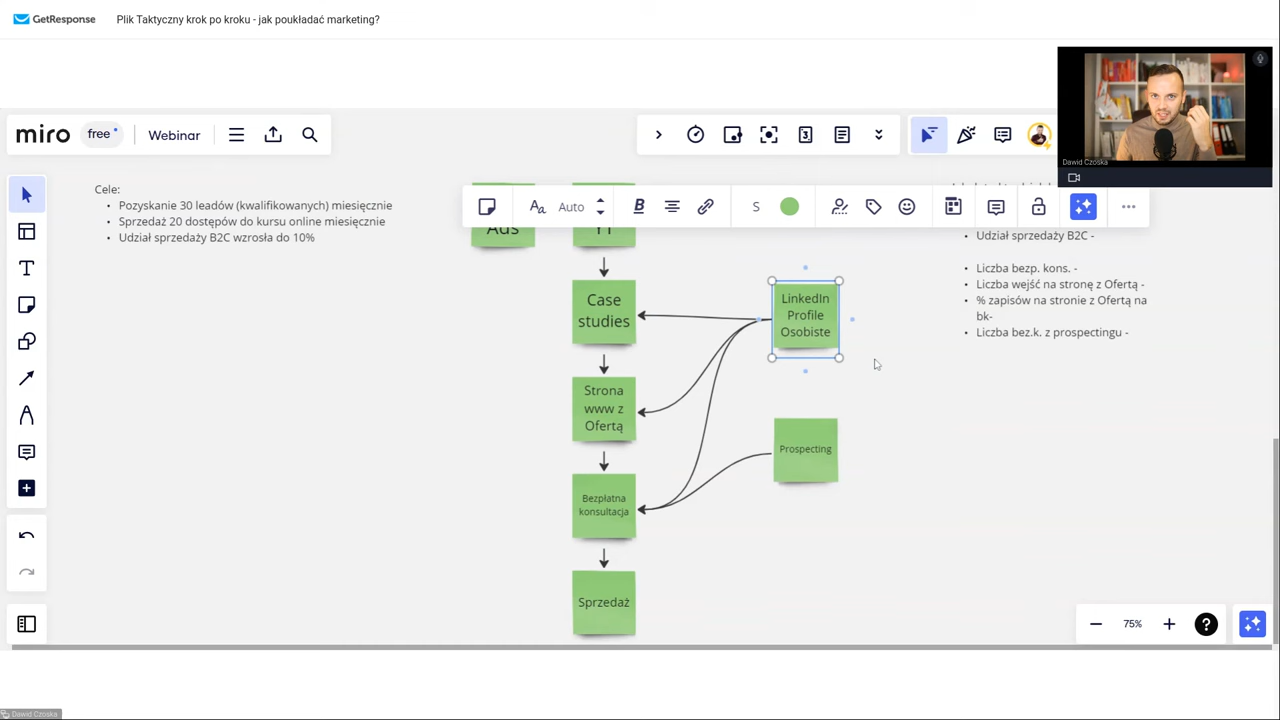 GetResponse
Plik Taktyczny krok po kroku - jak poukładać marketing?
Dawid Czoska
miro
free
Webinar
Auto
B
S
Cele:
Pozyskanie 30 leadów (kwalifikowanych) miesięcznie
Sprzedaż 20 dostępów do kursu online miesięcznie
Udział sprzedaży B2C wzrosła do 10%
Ads
YT
Case
studies
Strona
www z
Ofertą
Bezpłatna
konsultacja
Sprzedaż
LinkedIn
Profile
Osobiste
Prospecting
Udział sprzedaży B2C -
Liczba bezp. kons. -
Liczba wejść na stronę z Ofertą -
% zapisów na stronie z Ofertą na
bk-
Liczba bez.k. z prospectingu -
75%
Dawid Czoska